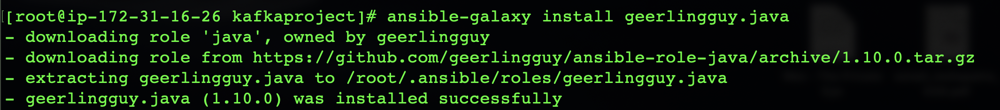 [root@ip-172-31-16-26 kafkaproject]# ansible-galaxy install geerlingguy.java
- downloading role 'java', owned by geerlingguy
- downloading role from https://github.com/geerlingguy/ansible-role-java/archive/1.10.0.tar.gz
- extracting geerlingguy.java to /root/.ansible/roles/geerlingguy.java
- geerlingguy.java (1.10.0) was installed successfully